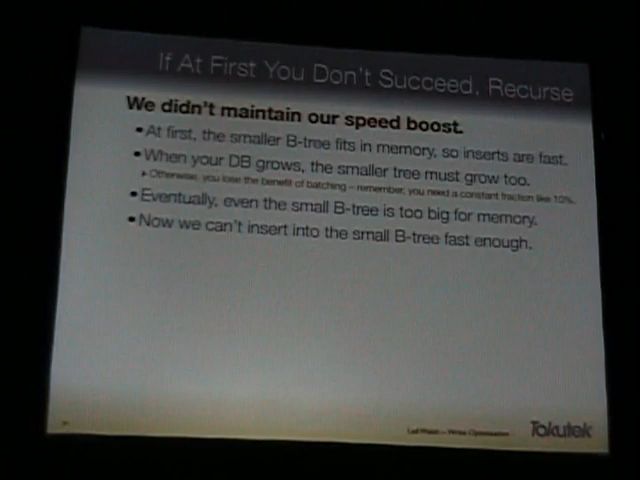 If At First You Don't Succeed, Recurse
We didn't maintain our speed boost.
• At first, the smaller B-tree fits in memory, so inserts are fast.
• When your DB grows, the smaller tree must grow too.
▸ Otherwise, you lose the benefit of batching – remember, you need a constant fraction like 10%.
• Eventually, even the small B-tree is too big for memory.
• Now we can't insert into the small B-tree fast enough.
Tokutek